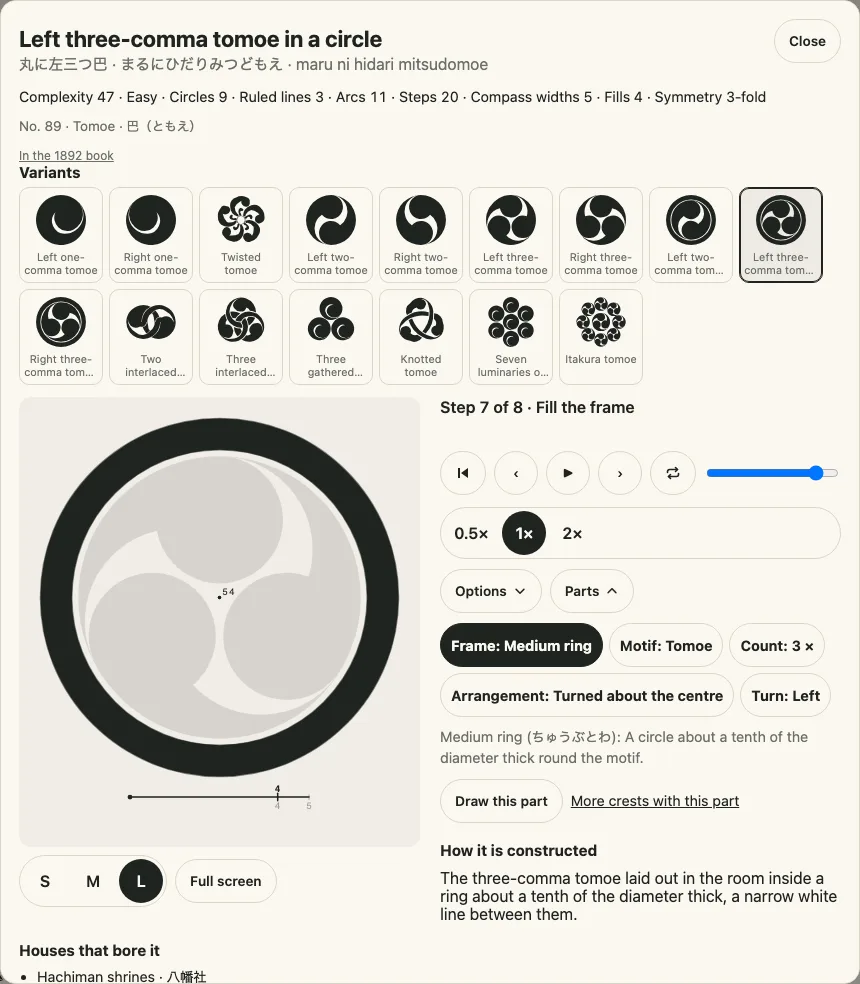 Left three-comma tomoe in a circle
Close
丸に左三つ巴 · まるにひだりみつどもえ · maru ni hidari mitsudomoe
Complexity 47 · Easy · Circles 9 · Ruled lines 3 · Arcs 11 · Steps 20 · Compass widths 5 · Fills 4 · Symmetry 3-fold
No. 89 · Tomoe · 巴（ともえ）
In the 1892 book
Variants
Left one-
comma tomoe
Right one-
comma tomoe
Twisted
tomoe
Left two-
comma tomoe
Right two-
comma tomoe
Left three-
comma tomoe
Right three-
comma tomoe
Left two-
comma tom...
Left three-
comma tom...
Right three-
comma tom...
Two
interlaced...
Three
interlaced...
Three
gathered...
Knotted
tomoe
Seven
luminaries o...
Itakura tomoe
54
4
4 5
S M L Full screen
Step 7 of 8 · Fill the frame
0.5× 1× 2×
Options Parts
Frame: Medium ring Motif: Tomoe Count: 3 ×
Arrangement: Turned about the centre Turn: Left
Medium ring (ちゅうぶとわ): A circle about a tenth of the
diameter thick round the motif.
Draw this part More crests with this part
How it is constructed
The three-comma tomoe laid out in the room inside a
ring about a tenth of the diameter thick, a narrow white
line between them.
Houses that bore it
• Hachiman shrines · 八幡社